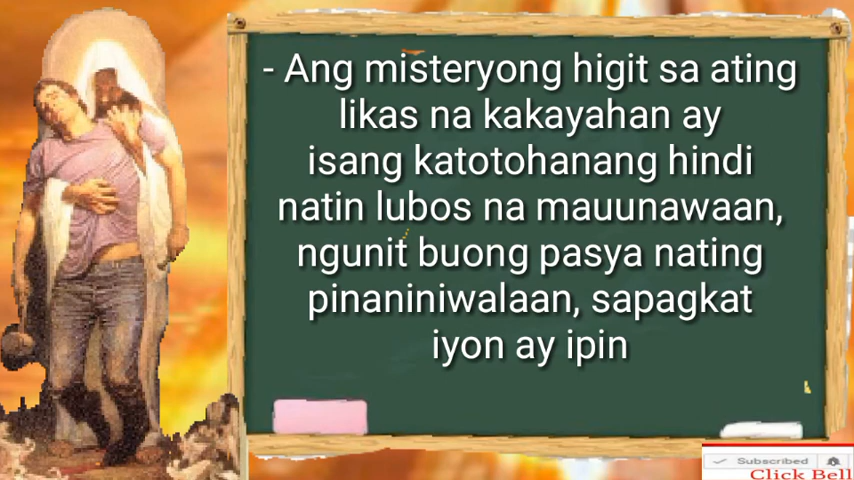 - Ang misteryong higit sa ating
likas na kakayahan ay
isang katotohanang hindi
natin lubos na mauunawaan,
ngunit buong pasya nating
pinaniniwalaan, sapagkat
iyon ay ipin
Subscribed
Click Bell